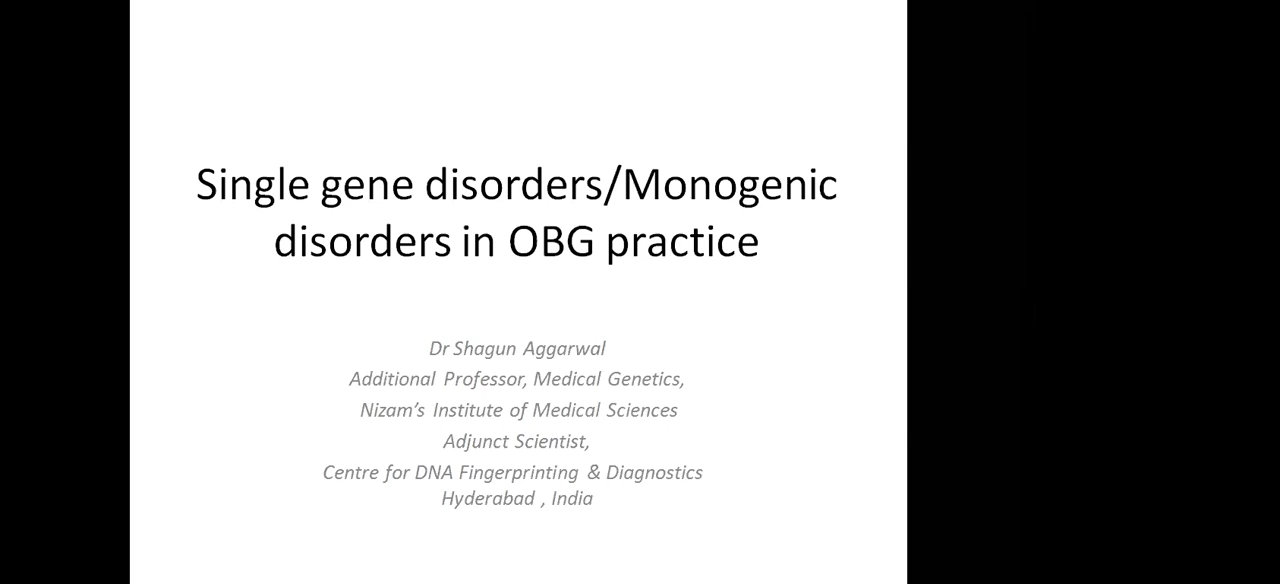 Single gene disorders/Monogenic
disorders in OBG practice
Dr Shagun Aggarwal
Additional Professor, Medical Genetics,
Nizam's Institute of Medical Sciences
Adjunct Scientist,
Centre for DNA Fingerprinting & Diagnostics
Hyderabad , India